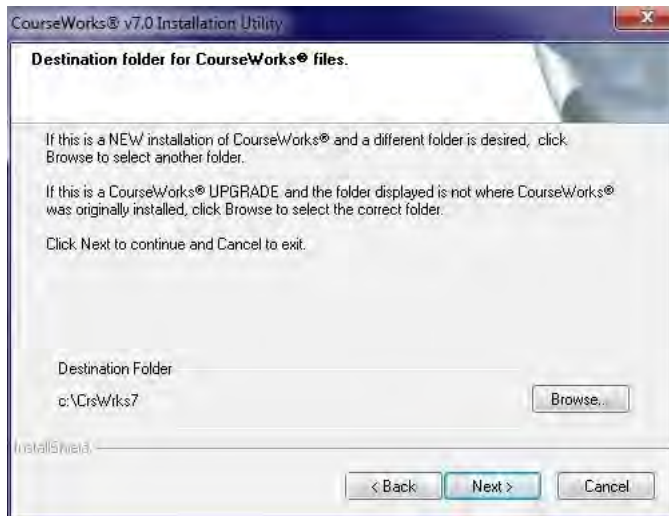 CourseWorks® v7.0 Installation Utility
Destination folder for CourseWorks® files.
If this is a NEW installation of CourseWorks® and a different folder is desired, click
Browse to select another folder.
If this is a CourseWorks® UPGRADE and the folder displayed is not where CourseWorks®
was originally installed, click Browse to select the correct folder.
Click Next to continue and Cancel to exit.
Destination Folder
c:\CrsWrks7
Browse...
InstallShield
< Back
Next >
Cancel